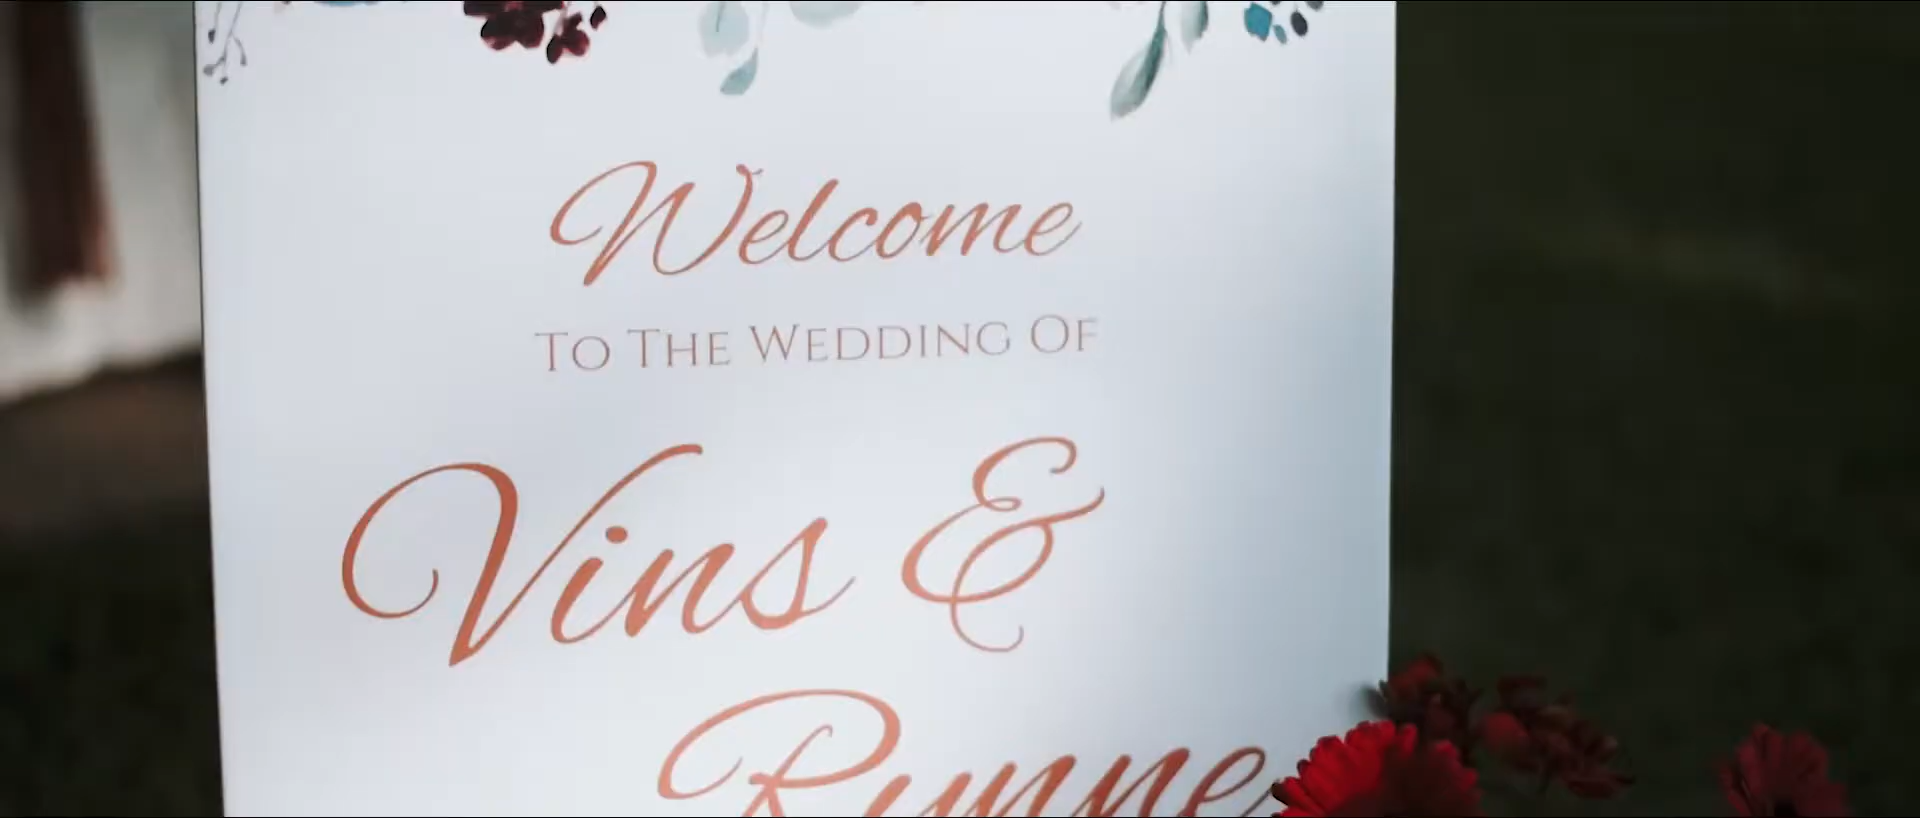 Welcome
To The Wedding Of
Vins &